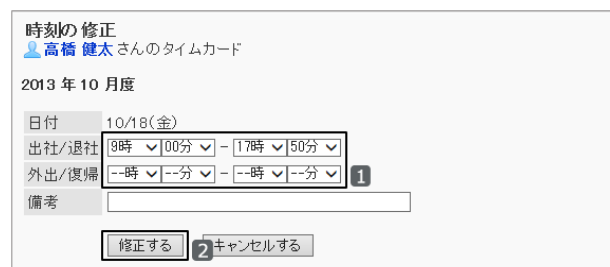 時刻の修正
高橋 健太 さんのタイムカード
2013 年 10 月度
日付 10/18(金)
出社/退社 9時 00分 - 17時 50分
外出/復帰 --時 --分 - --時 --分 1
備考
修正する 2 キャンセルする